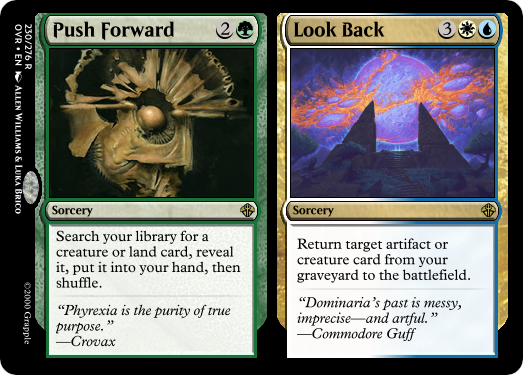 Push Forward 2
Sorcery
Search your library for a
creature or land card, reveal
it, put it into your hand, then
shuffle.
“Phyrexia is the purity of true
purpose.”
—Crovax
Look Back 3
Sorcery
Return target artifact or
creature card from your
graveyard to the battlefield.
“Dominaria’s past is messy,
imprecise—and artful.”
—Commodore Guff
230/276 R
OVR • EN ALLEN WILLIAMS & LUKA BRICO
©2000 Grapple